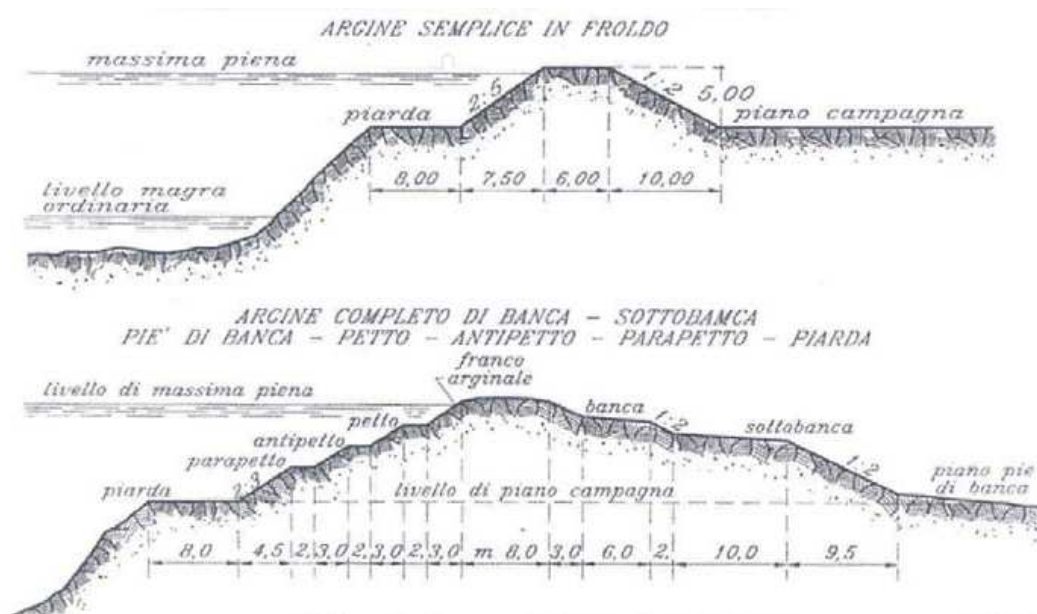 ARGINE SEMPLICE IN FROLDO
massima piena
2:5
1:2
5,00
piarda
piano campagna
livello magra
ordinaria
8,00
7,50
6,00
10,00
ARGINE COMPLETO DI BANCA - SOTTOBAMCA
PIE' DI BANCA - PETTO - ANTIPETTO - PARAPETTO - PIARDA
franco
arginale
livello di massima piena
petto
banca
1:2
antipetto
sottobanca
parapetto
piarda
2:3
1:2
livello di piano campagna
piano pie
di banca
8,0
4,5
2,
3,0
2,
3,0
2,
3,0
m 8,0
3,0
6,0
2,
10,0
9,5